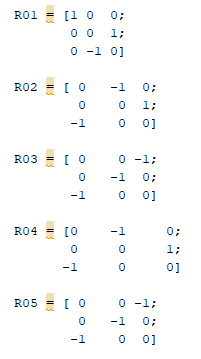 R01 = [1 0 0;
0 0 1;
0 -1 0]
R02 = [ 0 -1 0;
0 0 1;
-1 0 0]
R03 = [ 0 0 -1;
0 -1 0;
-1 0 0]
R04 = [0 -1 0;
0 0 1;
-1 0 0]
R05 = [ 0 0 -1;
0 -1 0;
-1 0 0]